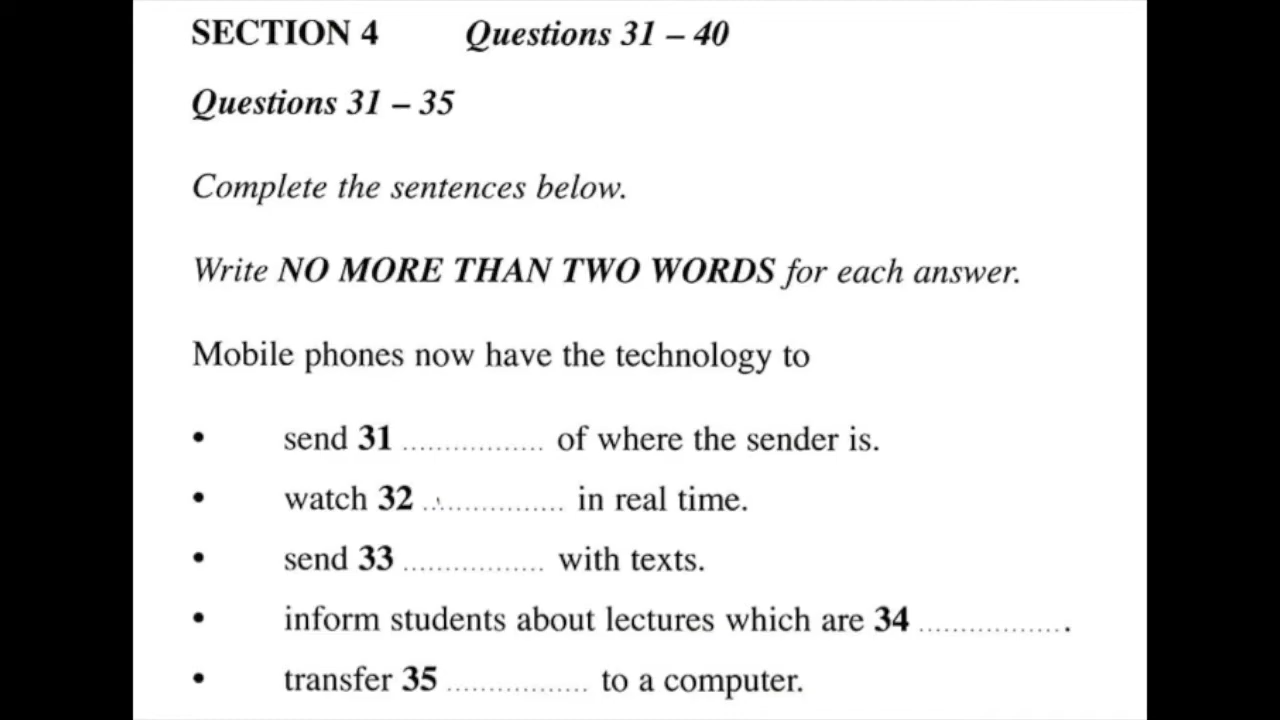 SECTION 4 Questions 31 – 40
Questions 31 – 35
Complete the sentences below.
Write NO MORE THAN TWO WORDS for each answer.
Mobile phones now have the technology to
• send 31 ................. of where the sender is.
• watch 32 ................. in real time.
• send 33 ................. with texts.
• inform students about lectures which are 34 ................. .
• transfer 35 ................. to a computer.